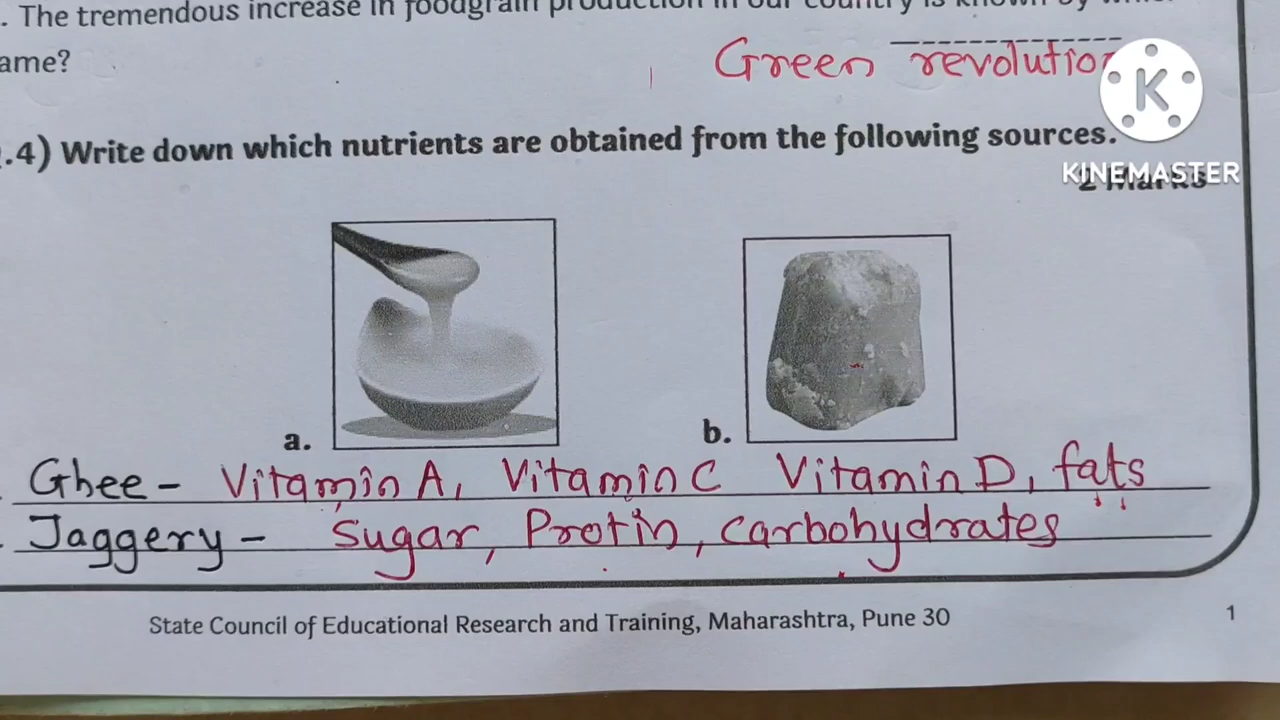 . The tremendous increase in foodgrain production in our country is known by
ame?
Green revolution
K
.4) Write down which nutrients are obtained from the following sources.
KINEMASTER
2 Marks
a.
b.
Ghee - Vitamin A, Vitamin C Vitamin D, fats
Jaggery - Sugar, Protin, carbohydrates
State Council of Educational Research and Training, Maharashtra, Pune 30
1